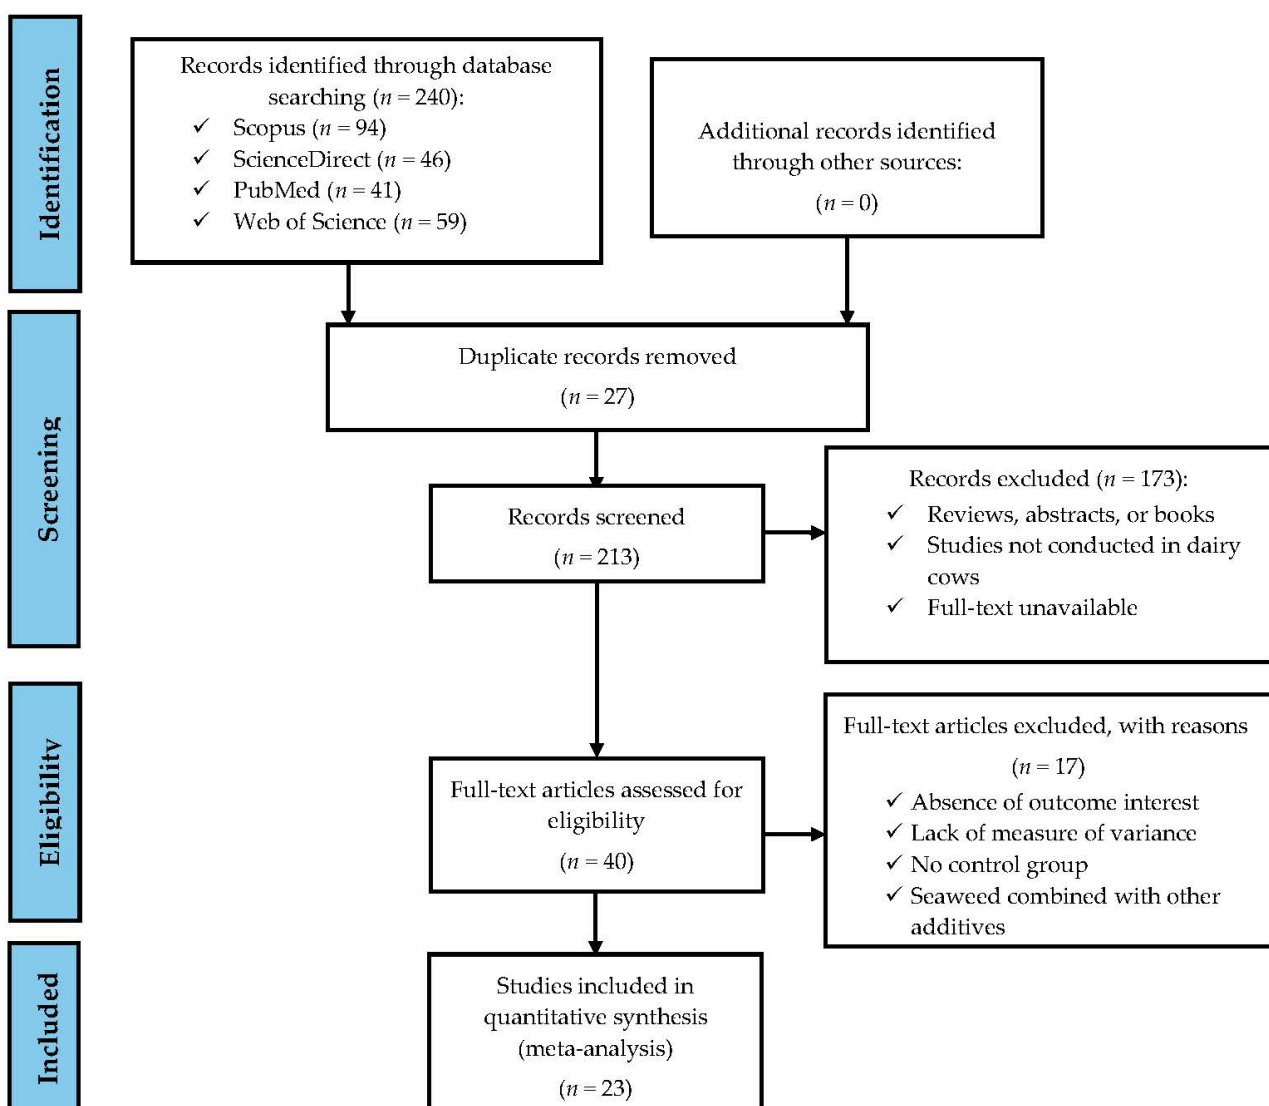 Identification
Records identified through database
searching (n = 240):
✓ Scopus (n = 94)
✓ ScienceDirect (n = 46)
✓ PubMed (n = 41)
✓ Web of Science (n = 59)
Additional records identified
through other sources:
(n = 0)
Screening
Duplicate records removed
(n = 27)
Records screened
(n = 213)
Records excluded (n = 173):
✓ Reviews, abstracts, or books
✓ Studies not conducted in dairy
cows
✓ Full-text unavailable
Eligibility
Full-text articles assessed for
eligibility
(n = 40)
Full-text articles excluded, with reasons
(n = 17)
✓ Absence of outcome interest
✓ Lack of measure of variance
✓ No control group
✓ Seaweed combined with other
additives
Included
Studies included in
quantitative synthesis
(meta-analysis)
(n = 23)